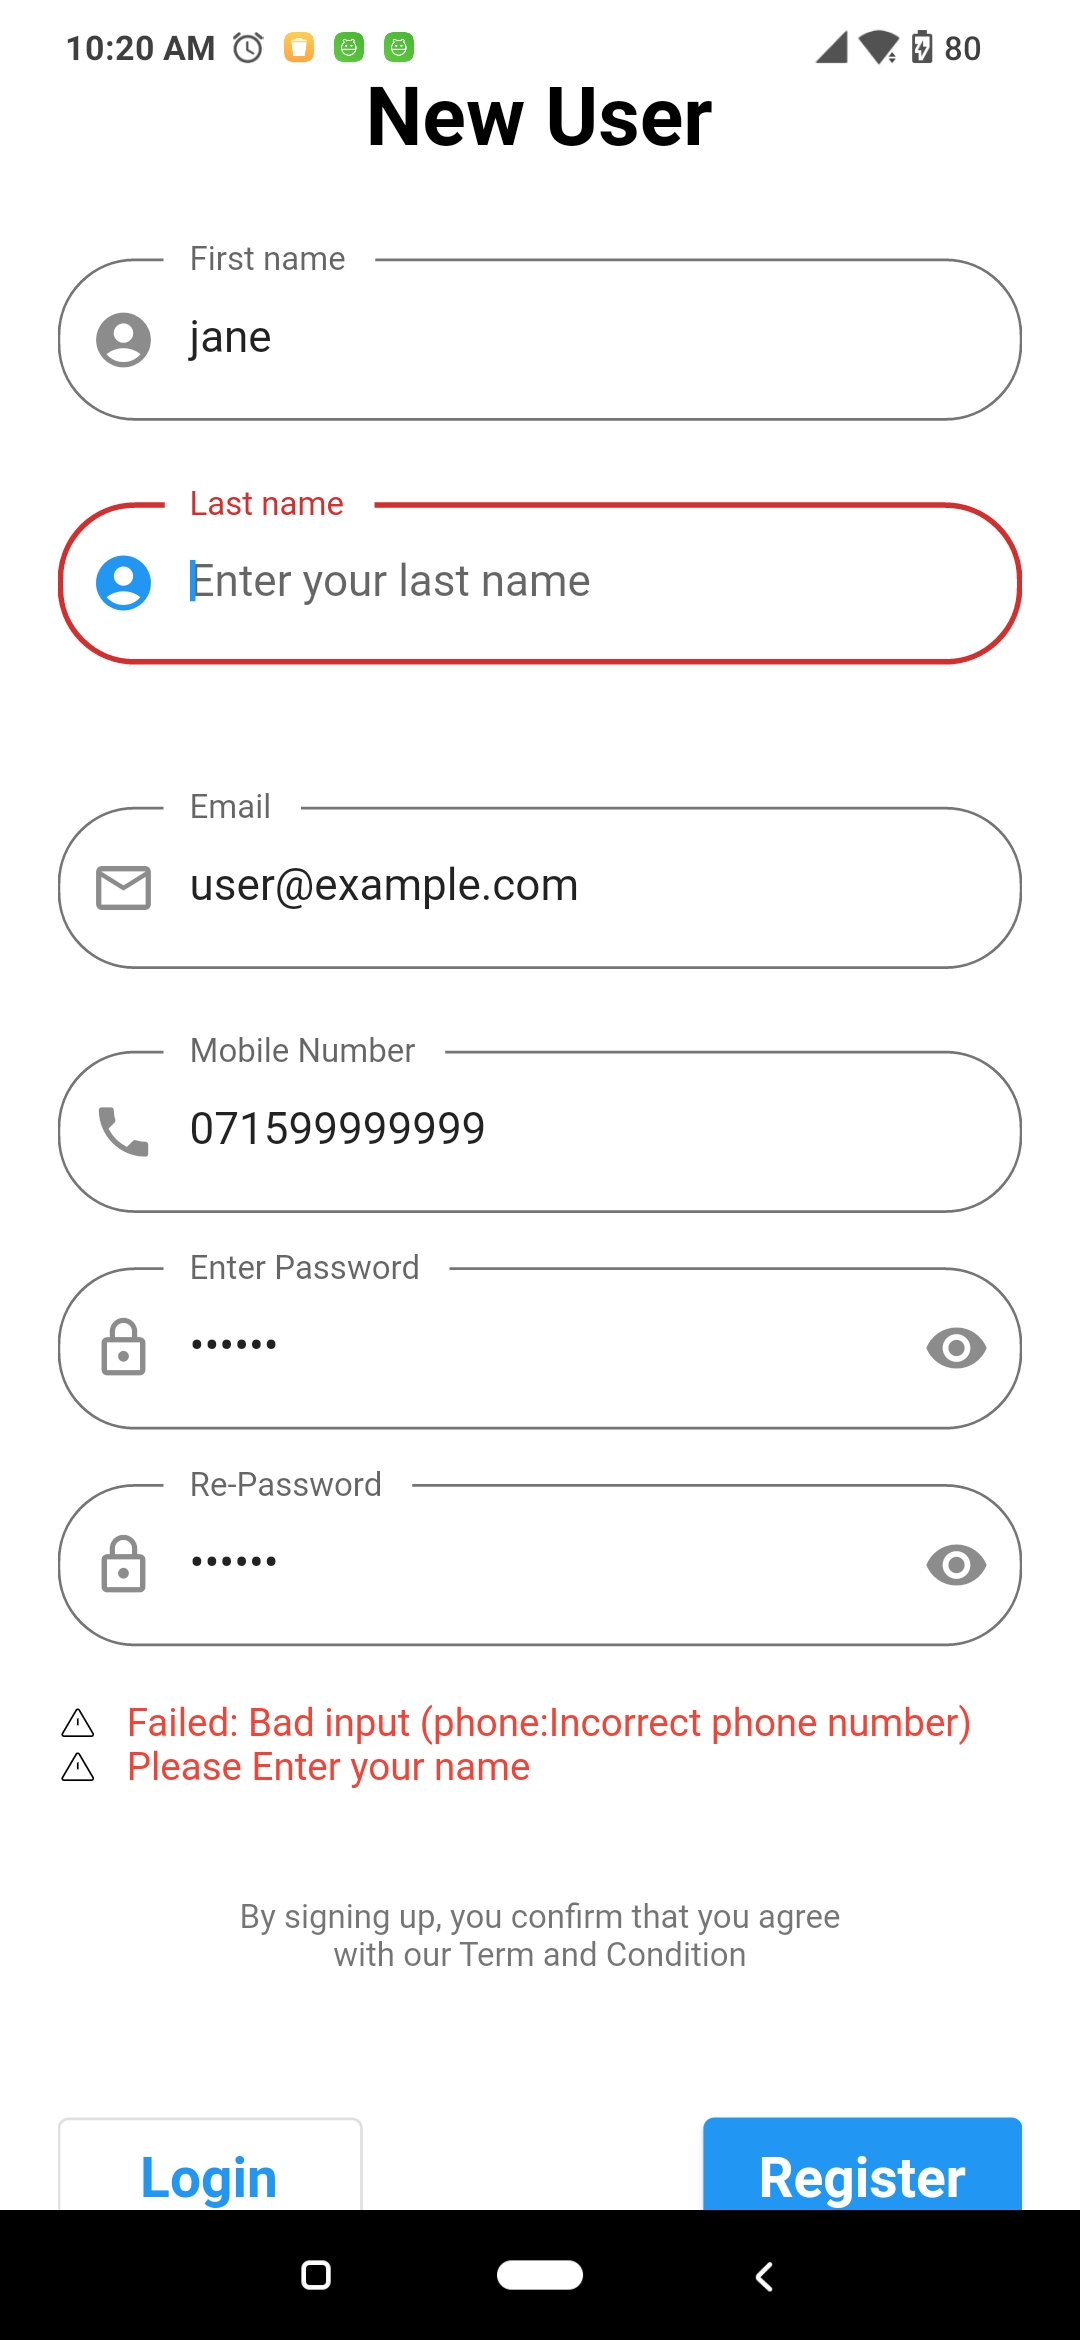 10:20 AM 80
New User
First name
jane
Last name
Enter your last name
Email
user@example.com
Mobile Number
071599999999
Enter Password
••••••
Re-Password
••••••
Failed: Bad input (phone:Incorrect phone number)
Please Enter your name
By signing up, you confirm that you agree
with our Term and Condition
Login Register